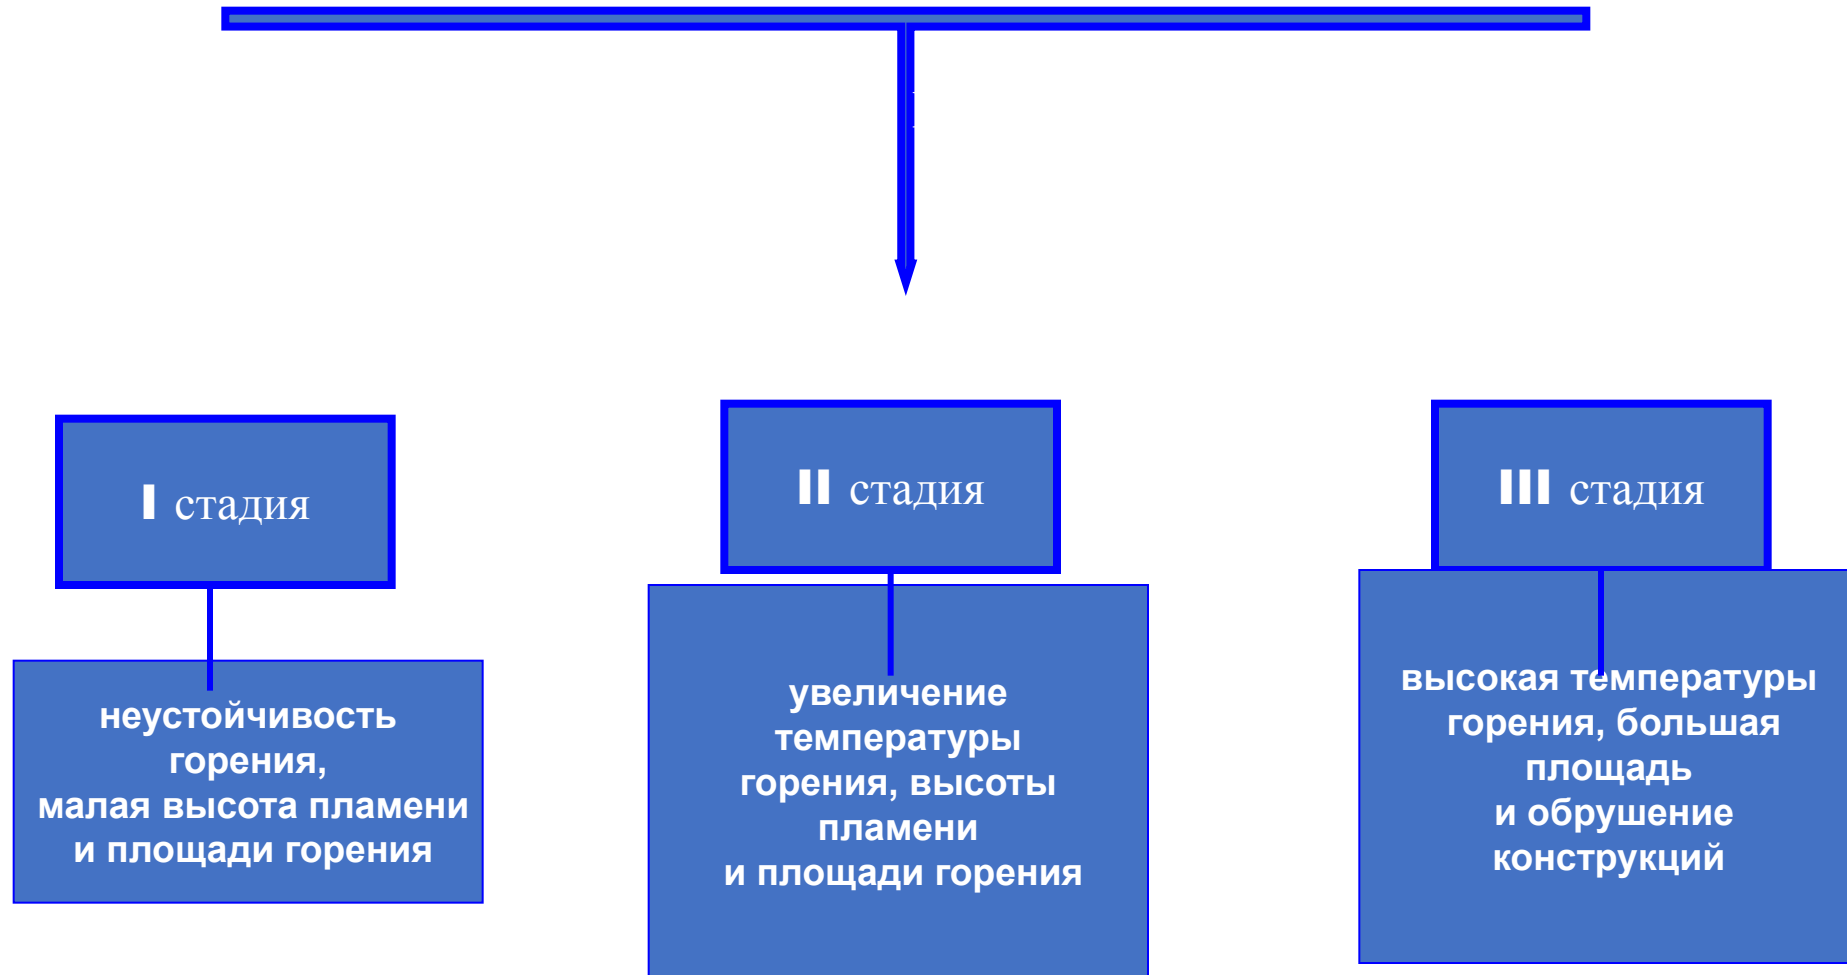 I стадия
неустойчивость
горения,
малая высота пламени
и площади горения
II стадия
увеличение
температуры
горения, высоты
пламени
и площади горения
III стадия
высокая температуры
горения, большая
площадь
и обрушение
конструкций